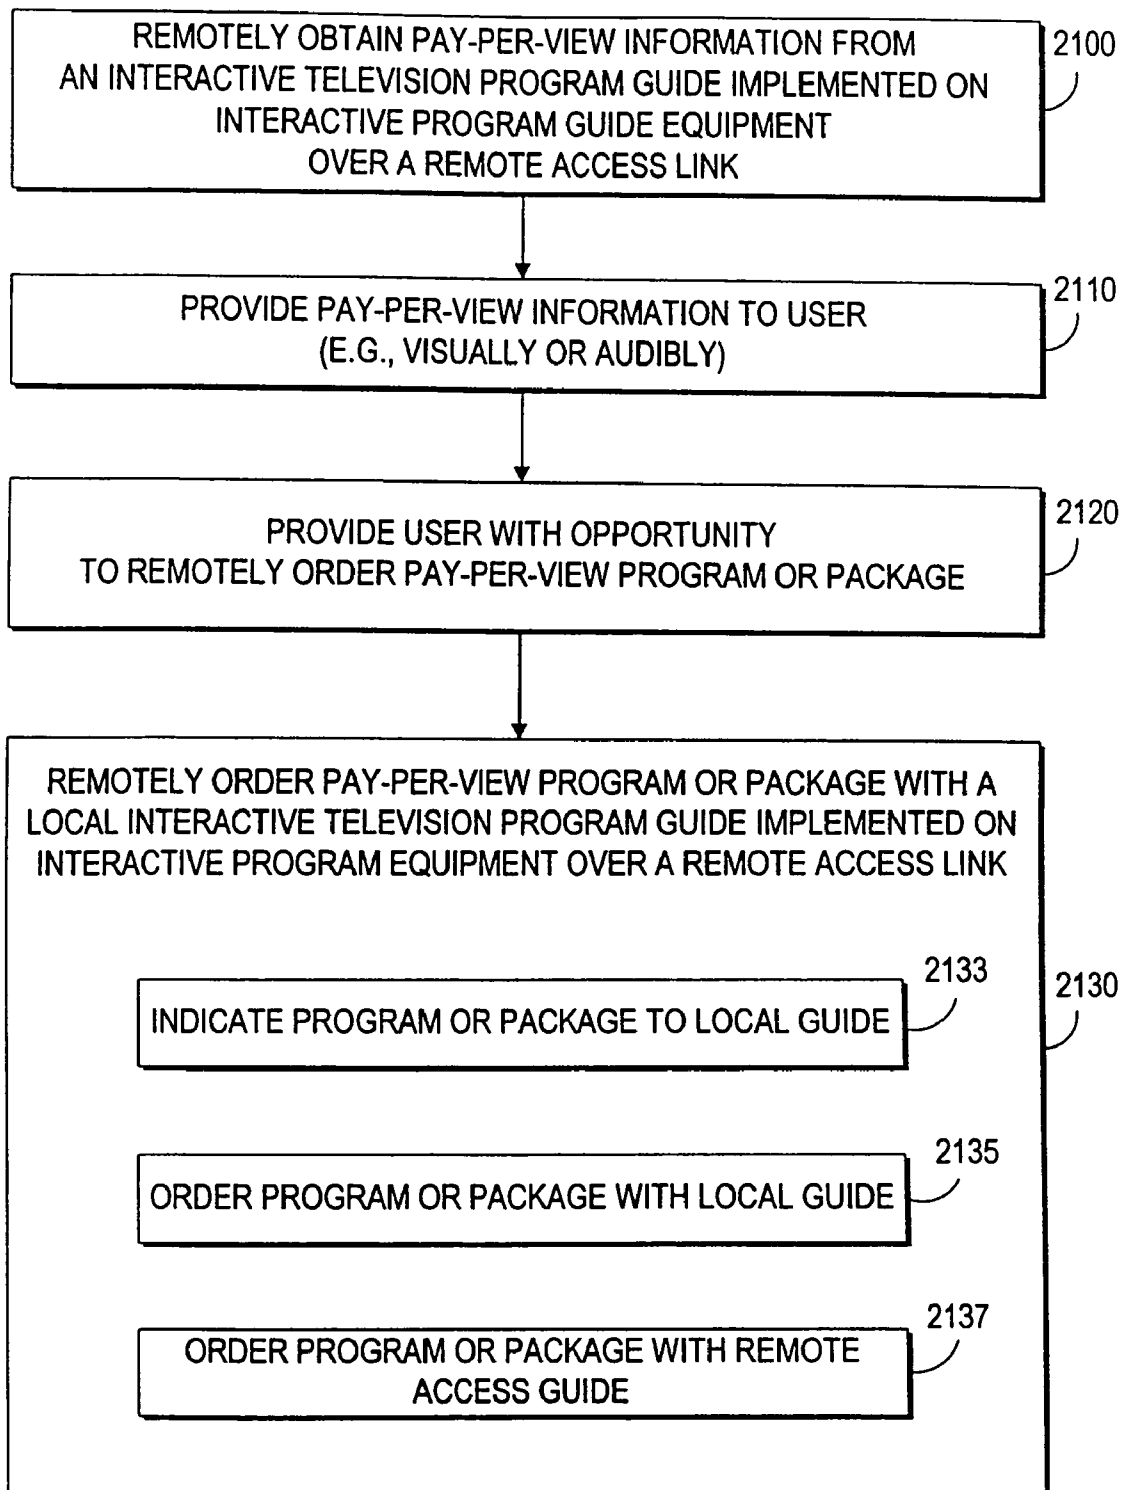 REMOTELY OBTAIN PAY-PER-VIEW INFORMATION FROM
AN INTERACTIVE TELEVISION PROGRAM GUIDE IMPLEMENTED ON
INTERACTIVE PROGRAM GUIDE EQUIPMENT
OVER A REMOTE ACCESS LINK
2100
PROVIDE PAY-PER-VIEW INFORMATION TO USER
(E.G., VISUALLY OR AUDIBLY)
2110
PROVIDE USER WITH OPPORTUNITY
TO REMOTELY ORDER PAY-PER-VIEW PROGRAM OR PACKAGE
2120
REMOTELY ORDER PAY-PER-VIEW PROGRAM OR PACKAGE WITH A
LOCAL INTERACTIVE TELEVISION PROGRAM GUIDE IMPLEMENTED ON
INTERACTIVE PROGRAM EQUIPMENT OVER A REMOTE ACCESS LINK
2130
2133
INDICATE PROGRAM OR PACKAGE TO LOCAL GUIDE
2135
ORDER PROGRAM OR PACKAGE WITH LOCAL GUIDE
2137
ORDER PROGRAM OR PACKAGE WITH REMOTE
ACCESS GUIDE